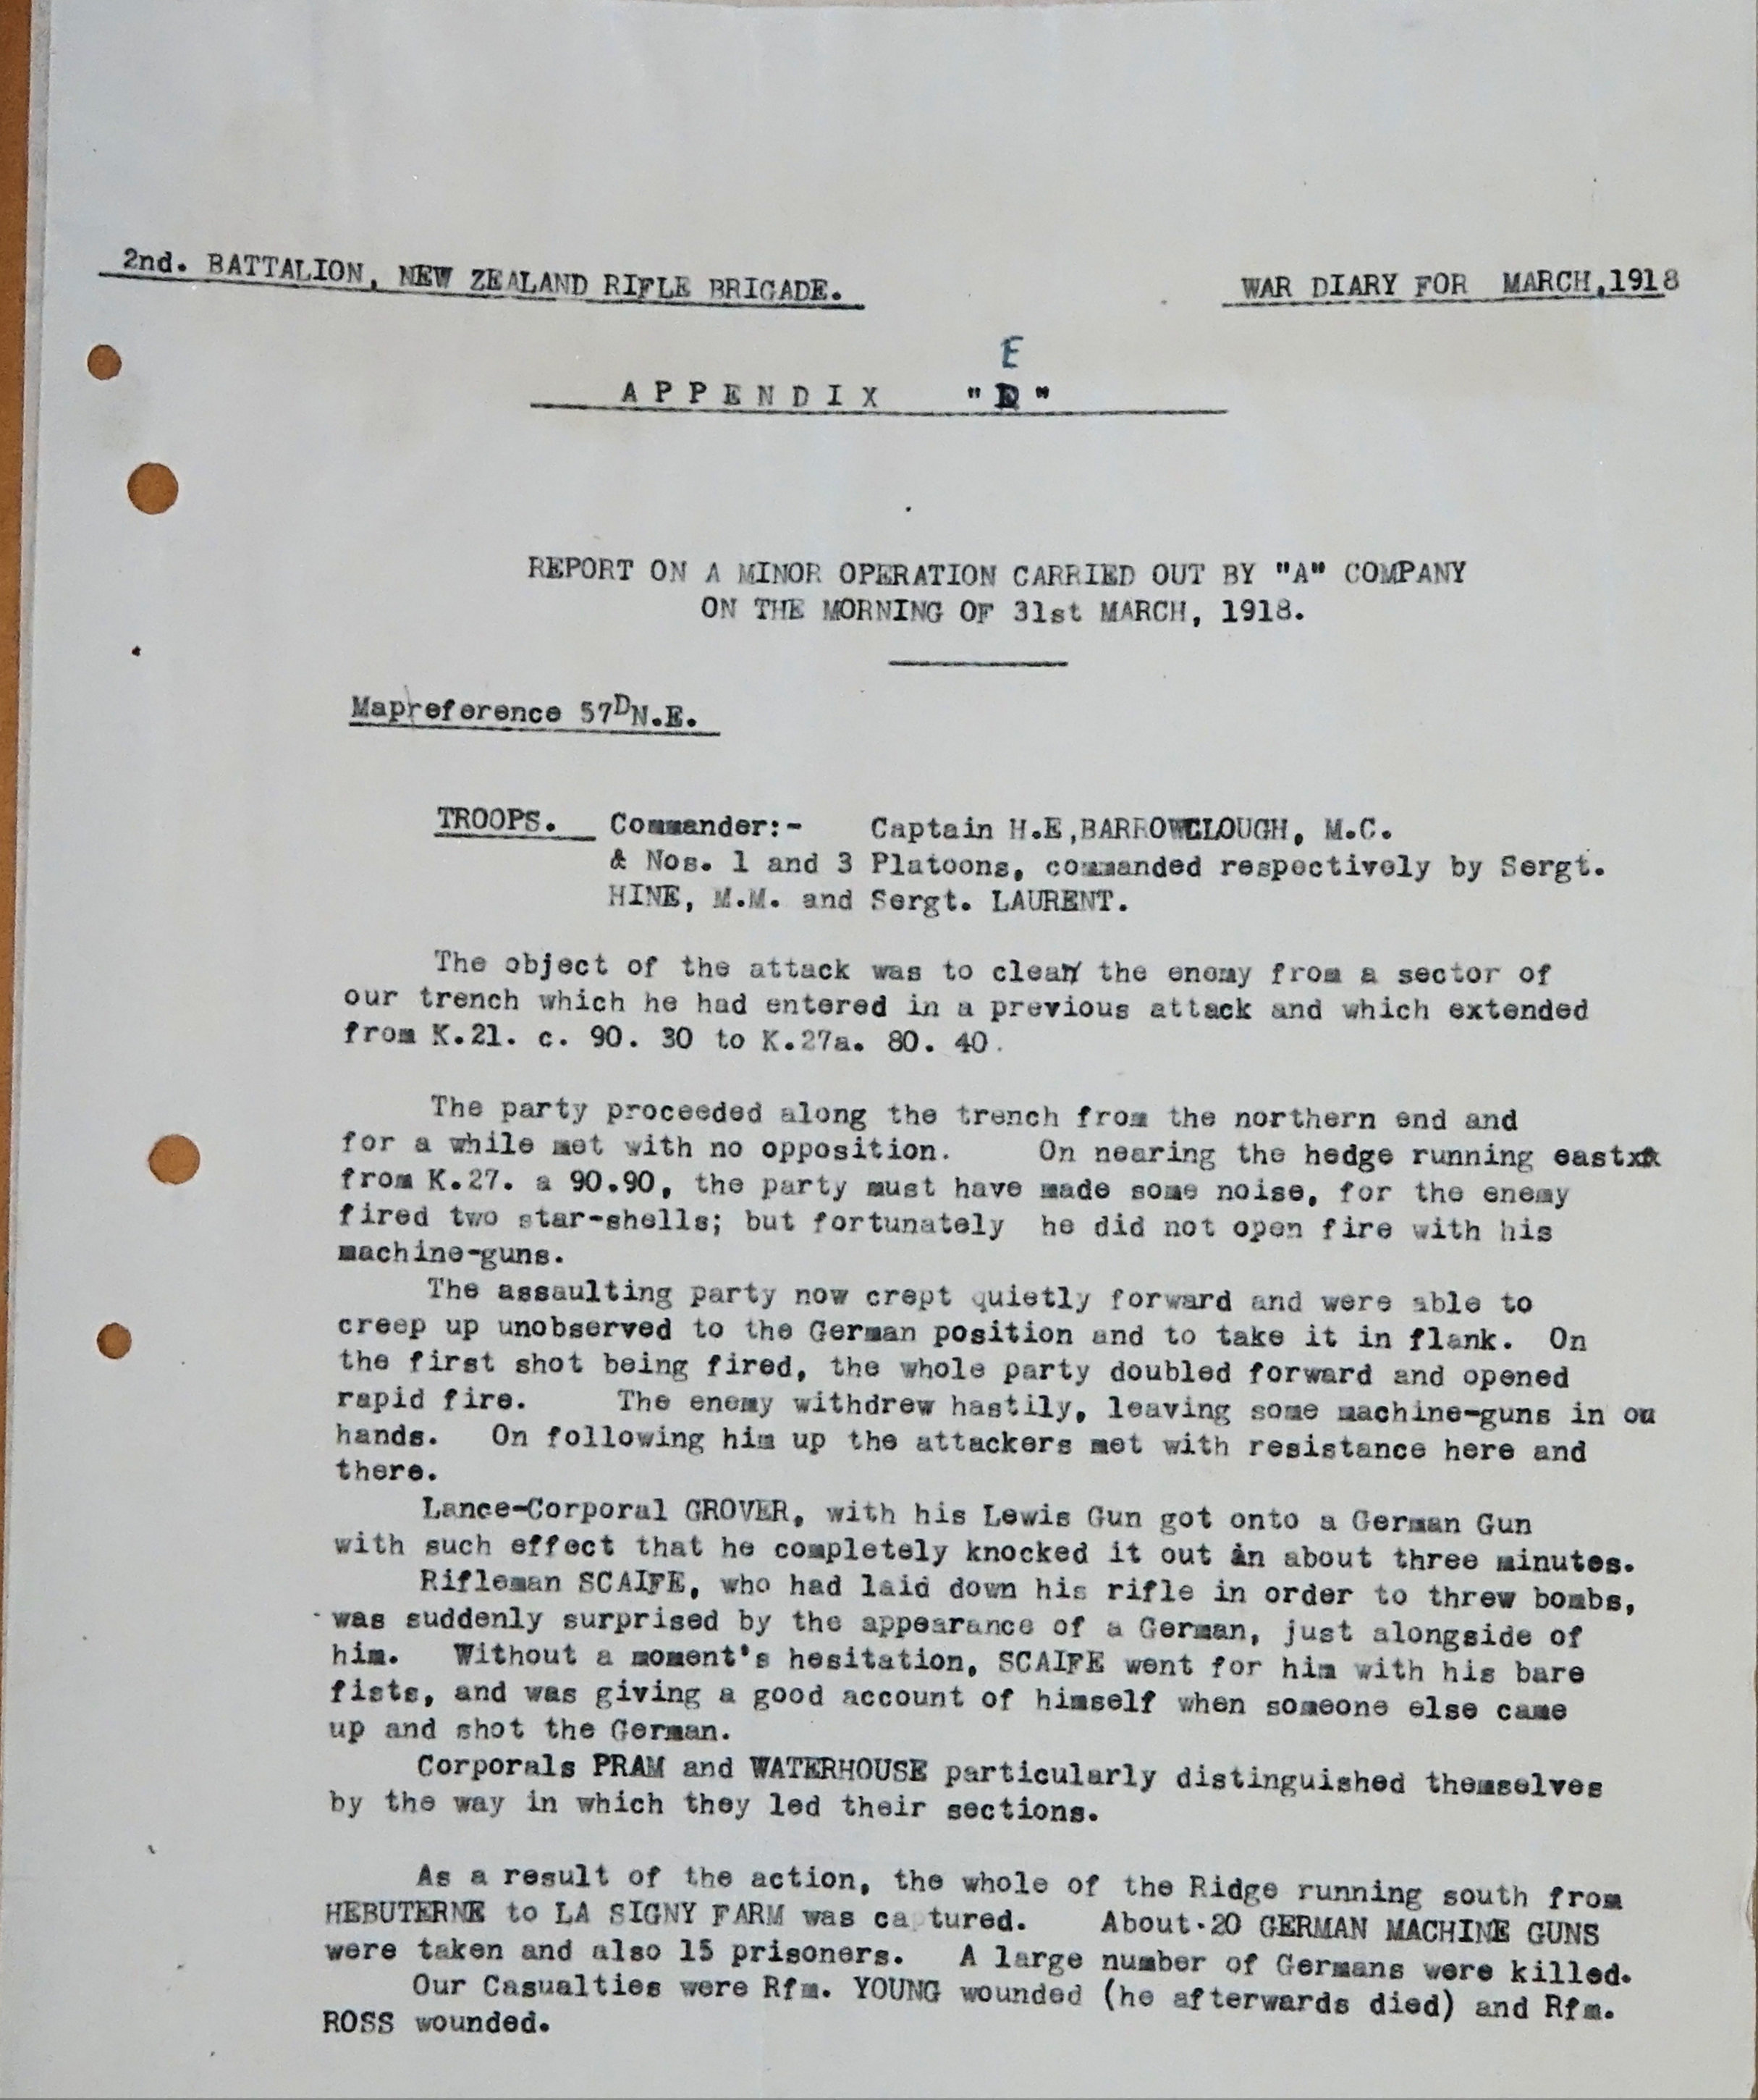 2nd. BATTALION, NEW ZEALAND RIFLE BRIGADE.
WAR DIARY FOR MARCH,1918
E
APPENDIX "D"
REPORT ON A MINOR OPERATION CARRIED OUT BY "A" COMPANY
ON THE MORNING OF 31st MARCH, 1918.
Mapreference 57DN.E.
TROOPS. Commander:- Captain H.E,BARROWCLOUGH, M.C.
& Nos. 1 and 3 Platoons, commanded respectively by Sergt.
HINE, M.M. and Sergt. LAURENT.
The object of the attack was to clear the enemy from a sector of
our trench which he had entered in a previous attack and which extended
from K.21. c. 90. 30 to K.27a. 80. 40.
The party proceeded along the trench from the northern end and
for a while met with no opposition. On nearing the hedge running east
from K.27. a 90.90, the party must have made some noise, for the enemy
fired two star-shells; but fortunately he did not open fire with his
machine-guns.
The assaulting party now crept quietly forward and were able to
creep up unobserved to the German position and to take it in flank. On
the first shot being fired, the whole party doubled forward and opened
rapid fire. The enemy withdrew hastily, leaving some machine-guns in ou
hands. On following him up the attackers met with resistance here and
there.
Lance-Corporal GROVER, with his Lewis Gun got onto a German Gun
with such effect that he completely knocked it out in about three minutes.
Rifleman SCAIFE, who had laid down his rifle in order to threw bombs,
was suddenly surprised by the appearance of a German, just alongside of
him. Without a moment's hesitation, SCAIFE went for him with his bare
fists, and was giving a good account of himself when someone else came
up and shot the German.
Corporals PRAM and WATERHOUSE particularly distinguished themselves
by the way in which they led their sections.
As a result of the action, the whole of the Ridge running south from
HEBUTERNE to LA SIGNY FARM was captured. About 20 GERMAN MACHINE GUNS
were taken and also 15 prisoners. A large number of Germans were killed.
Our Casualties were Rfm. YOUNG wounded (he afterwards died) and Rfm.
ROSS wounded.